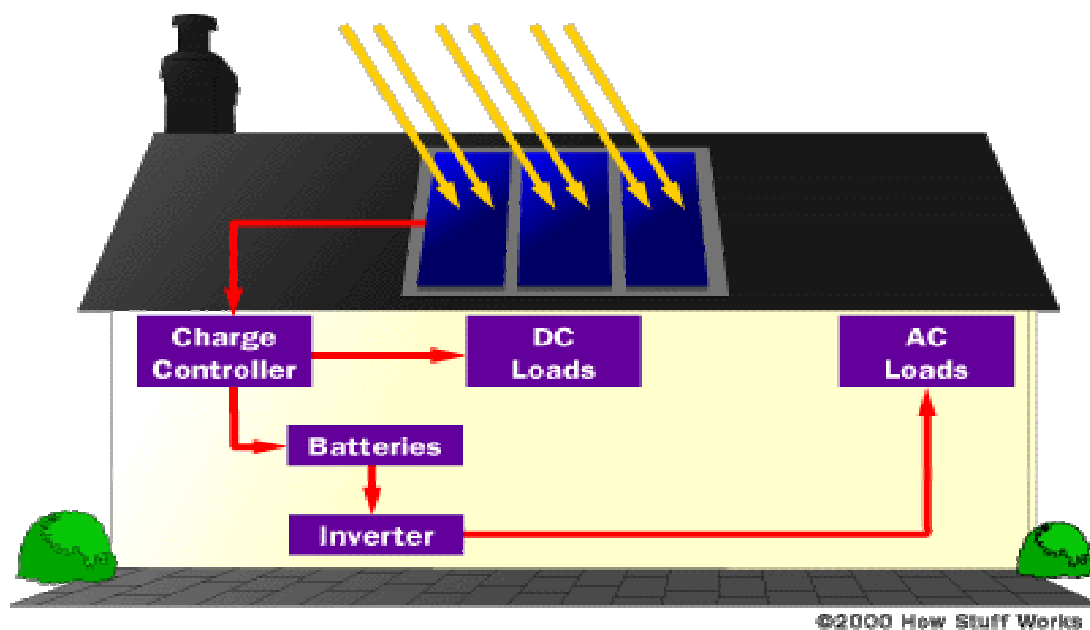 Charge
Controller
DC
Loads
AC
Loads
Batteries
Inverter
©2000 How Stuff Works